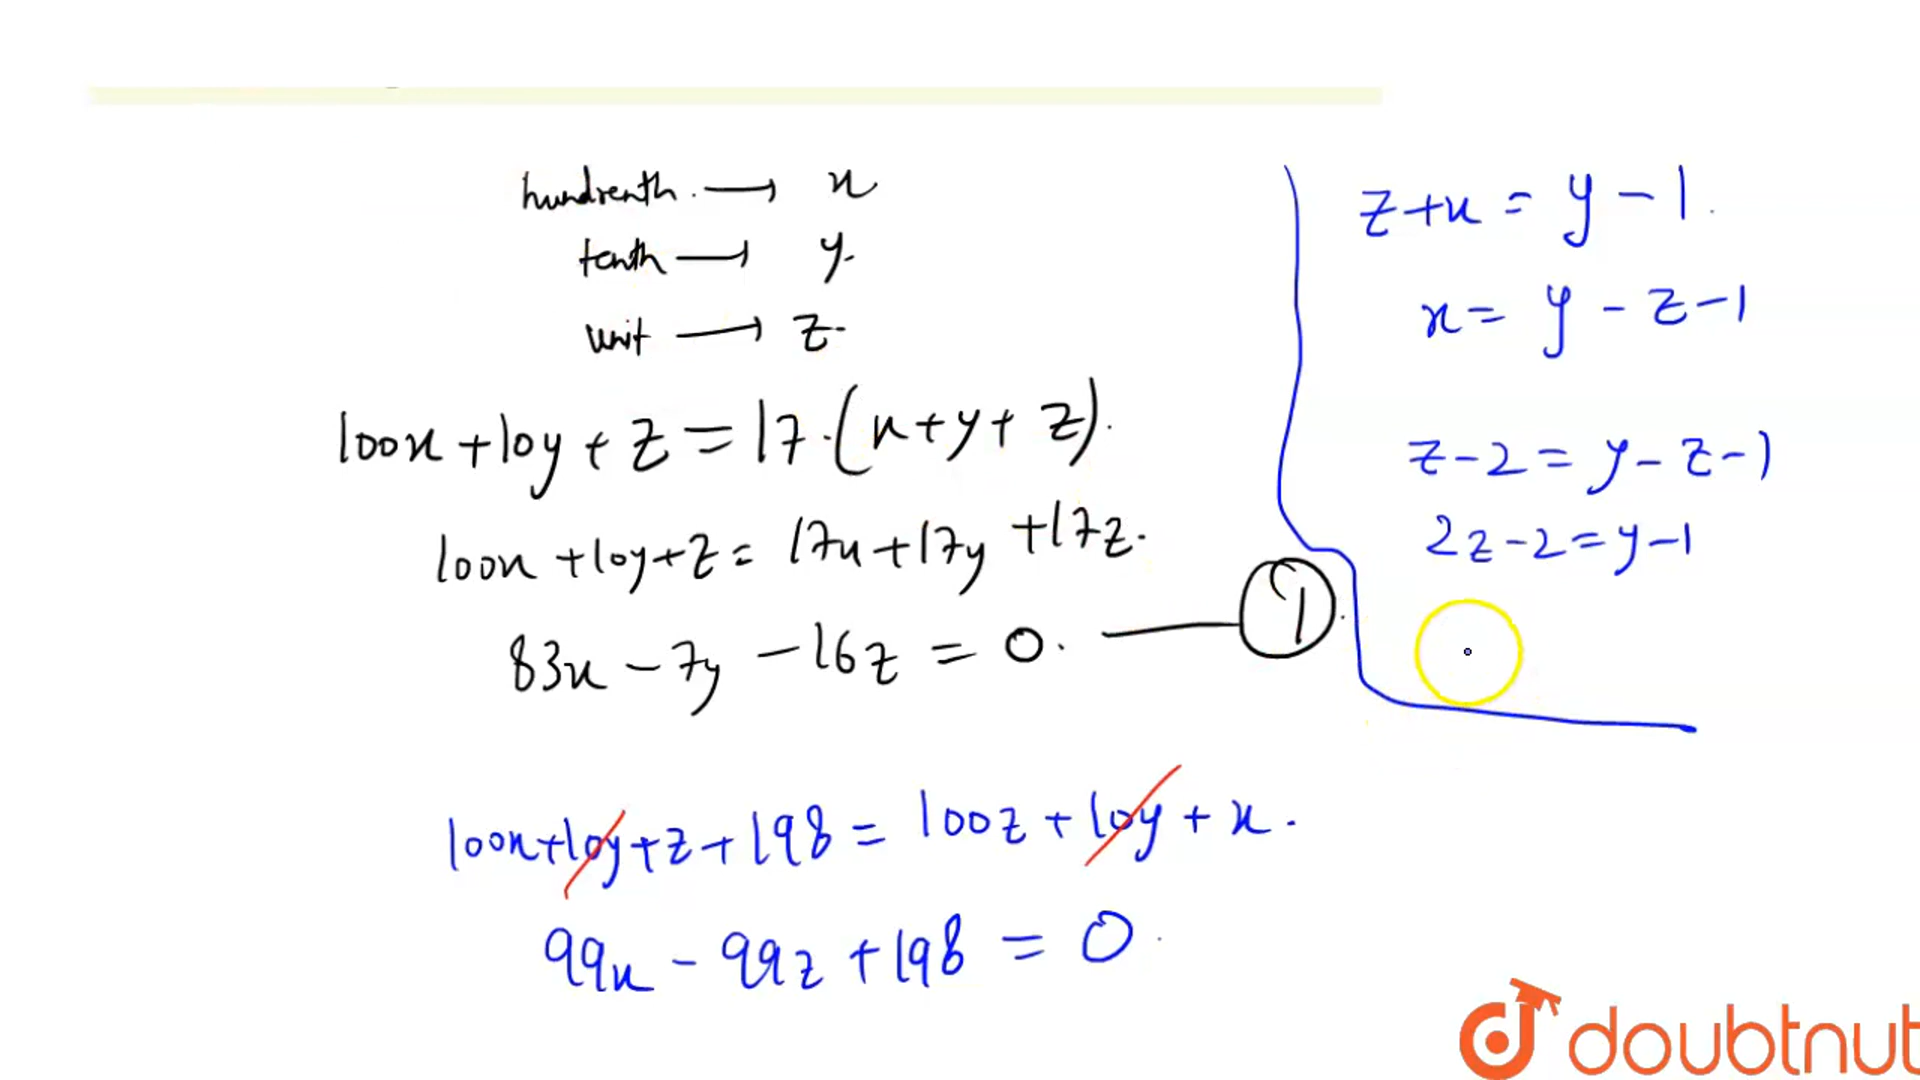 hundrenth. → x
tenth → y.
unit → z.
100x + 10y + z = 17.(x+y+z).
100x + 10y + z = 17x + 17y + 17z.
83x - 7y - 16z = 0. — 1
100x + 10y + z + 198 = 100z + 10y + x.
99x - 99z + 198 = 0.
z + x = y - 1.
x = y - z - 1
z - 2 = y - z - 1
2z - 2 = y - 1
doubtnut